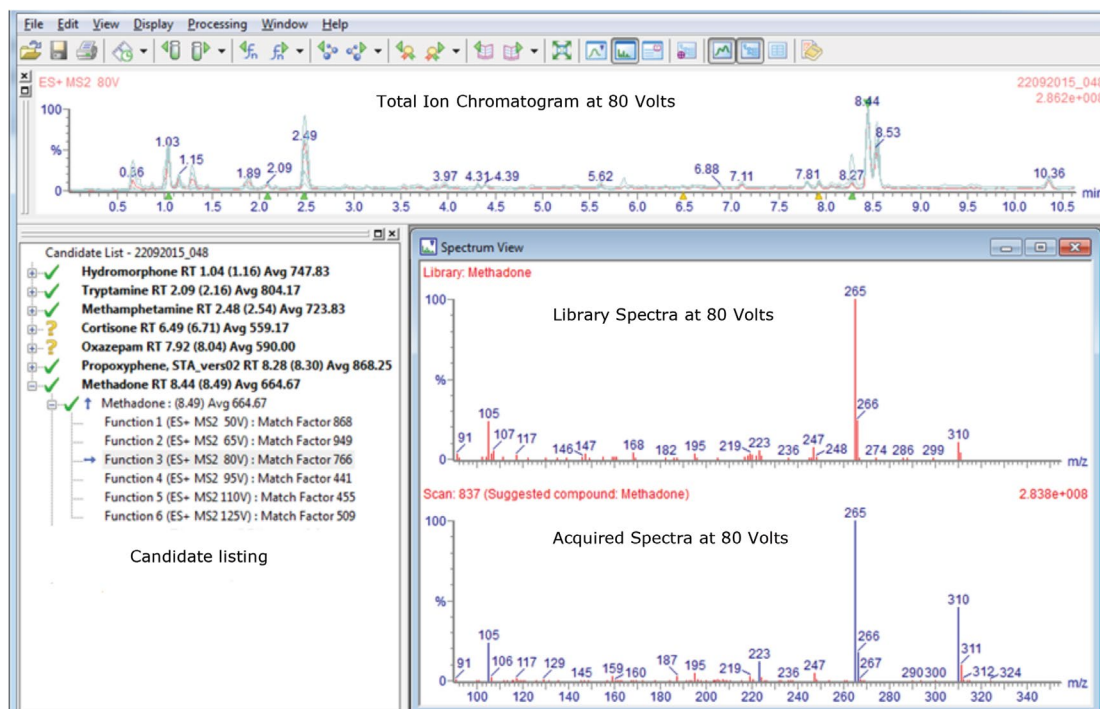 File Edit View Display Processing Window Help
ES+ MS2 80V
22092015_048
Total Ion Chromatogram at 80 Volts
2.862e+008
100
%
0
0.66 1.03 1.15 1.89 2.09 2.49 3.97 4.31 4.39 5.62 6.88 7.11 7.81 8.27 8.44 8.53 10.36
0.5 1.0 1.5 2.0 2.5 3.0 3.5 4.0 4.5 5.0 5.5 6.0 6.5 7.0 7.5 8.0 8.5 9.0 9.5 10.0 10.5 min
Candidate List - 22092015_048
Hydromorphone RT 1.04 (1.16) Avg 747.83
Tryptamine RT 2.09 (2.16) Avg 804.17
Methamphetamine RT 2.48 (2.54) Avg 723.83
? Cortisone RT 6.49 (6.71) Avg 559.17
? Oxazepam RT 7.92 (8.04) Avg 590.00
Propoxyphene, STA_vers02 RT 8.28 (8.30) Avg 868.25
Methadone RT 8.44 (8.49) Avg 664.67
Methadone : (8.49) Avg 664.67
Function 1 (ES+ MS2 50V) : Match Factor 868
Function 2 (ES+ MS2 65V) : Match Factor 949
Function 3 (ES+ MS2 80V) : Match Factor 766
Function 4 (ES+ MS2 95V) : Match Factor 441
Function 5 (ES+ MS2 110V) : Match Factor 455
Function 6 (ES+ MS2 125V) : Match Factor 509
Candidate listing
Spectrum View
Library: Methadone
Library Spectra at 80 Volts
100
%
0
91 105 107 117 146 147 168 182 195 219 223 236 247 248 265 266 274 286 299 310
m/z
Scan: 837 (Suggested compound: Methadone)
2.838e+008
Acquired Spectra at 80 Volts
100
%
0
91 105 106 117 129 145 159 160 187 195 219 223 236 247 265 266 267 290 300 310 311 312 324
100 120 140 160 180 200 220 240 260 280 300 320 340 m/z